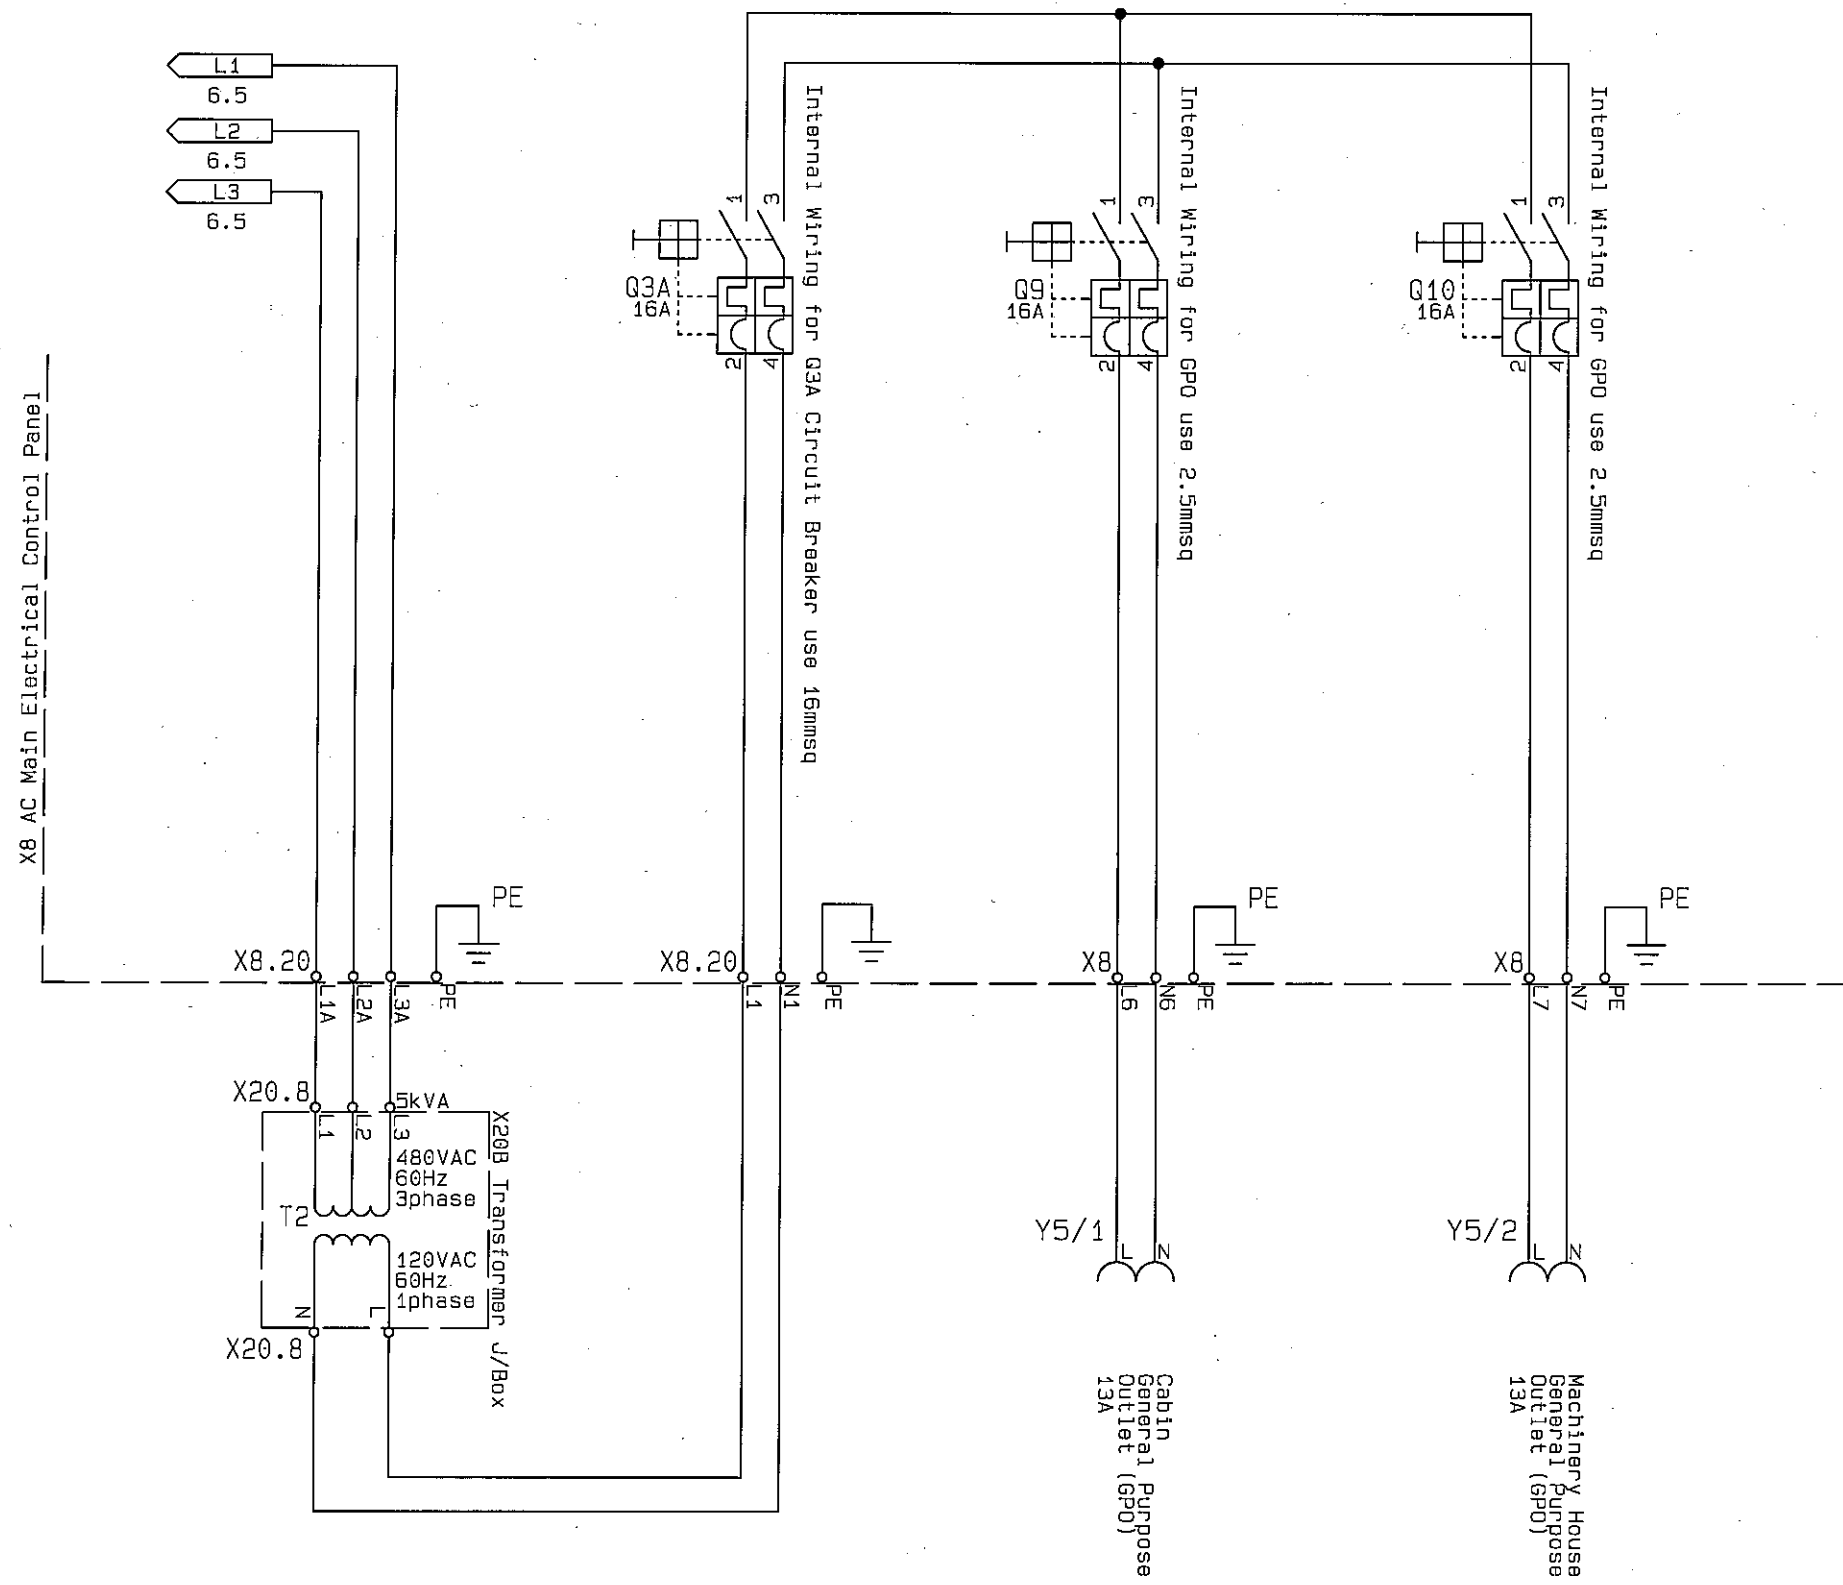 L1
6.5
L2
6.5
L3
6.5
X8 AC Main Electrical Control Panel
1
3
Q3A
16A
2
4
Internal Wiring for Q3A Circuit Breaker use 16mmsq
1
3
Q9
16A
2
4
Internal Wiring for GPO use 2.5mmsq
1
3
Q10
16A
2
4
Internal Wiring for GPO use 2.5mmsq
PE
PE
PE
X8.20
L1A
L2A
L3A
PE
X8.20
L1
N1
PE
X8
L6
N6
PE
X8
L7
N7
PE
X20.8
5kVA
L1
L2
L3
480VAC
60Hz
3phase
T2
120VAC
60Hz
1phase
N
L
X20.8
X20B Transformer J/Box
Y5/1
L
N
Y5/2
L
N
Cabin
General Purpose
Outlet (GPO)
13A
Machinery House
General Purpose
Outlet (GPO)
13A